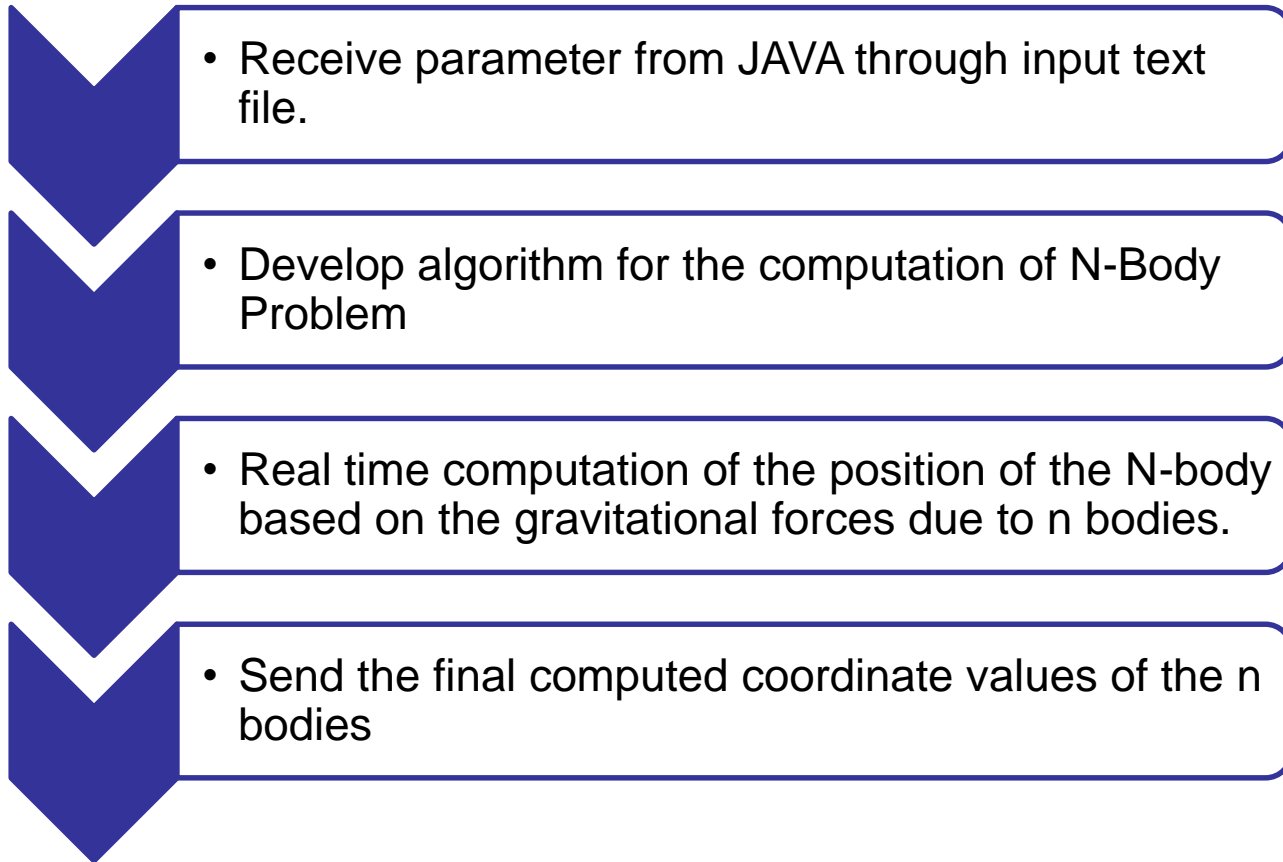 • Receive parameter from JAVA through input text
file.
• Develop algorithm for the computation of N-Body
Problem
• Real time computation of the position of the N-body
based on the gravitational forces due to n bodies.
• Send the final computed coordinate values of the n
bodies